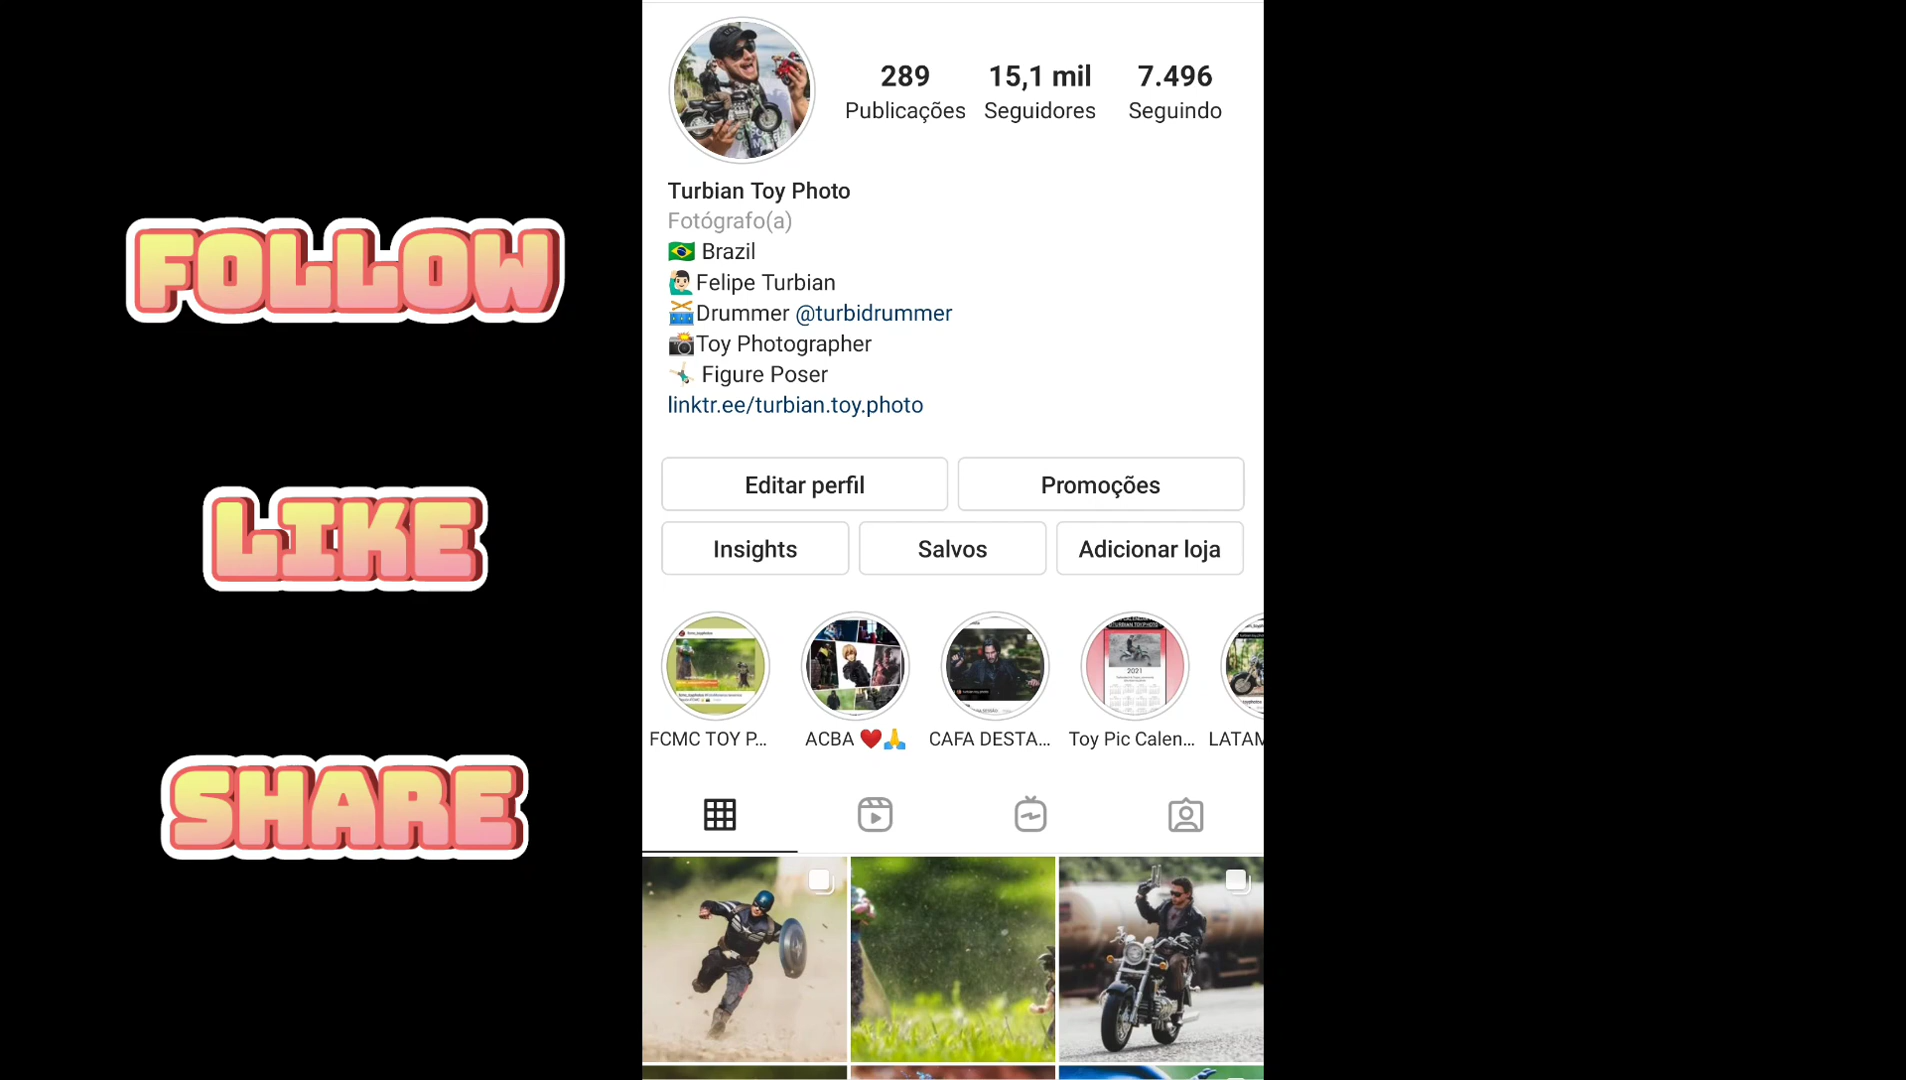 FOLLOW
LIKE
SHARE
289 15,1 mil 7.496
Publicações Seguidores Seguindo
Turbian Toy Photo
Fotógrafo(a)
🇧🇷 Brazil
🙋🏻‍♂️Felipe Turbian
🥁Drummer @turbidrummer
📸Toy Photographer
🤸🏻‍♂️ Figure Poser
linktr.ee/turbian.toy.photo
Editar perfil Promoções
Insights Salvos Adicionar loja
2021
FCMC TOY P... ACBA ❤️🙏 CAFA DESTA... Toy Pic Calen... LATAM